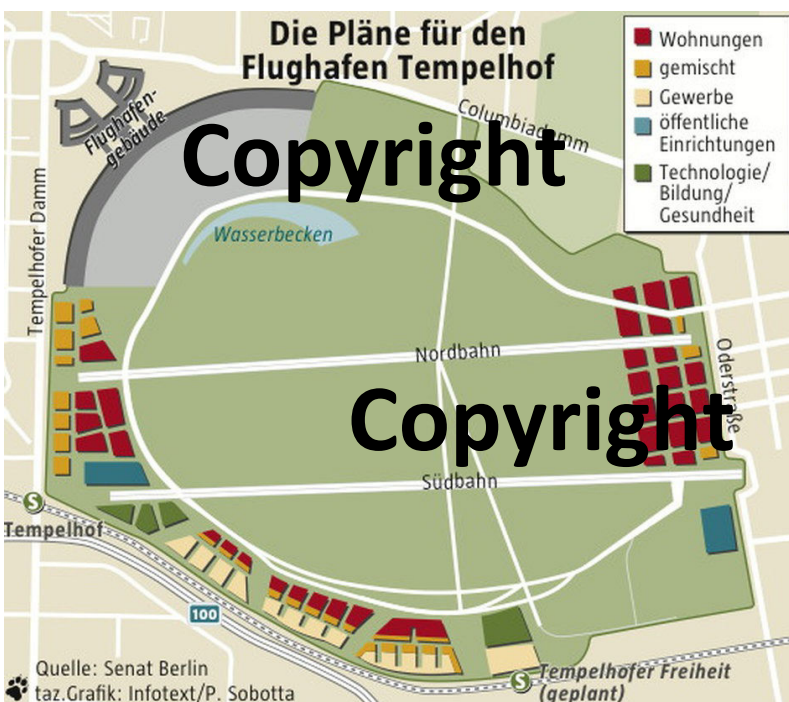 Die Pläne für den
Flughafen Tempelhof
Wohnungen
gemischt
Gewerbe
öffentliche
Einrichtungen
Technologie/
Bildung/
Gesundheit
Flughafen-
gebäude
Columbiadamm
Copyright
Tempelhofer Damm
Wasserbecken
Nordbahn
Oderstraße
Copyright
Südbahn
S
Tempelhof
100
Quelle: Senat Berlin
taz.Grafik: Infotext/P. Sobotta
S
Tempelhofer Freiheit
(geplant)